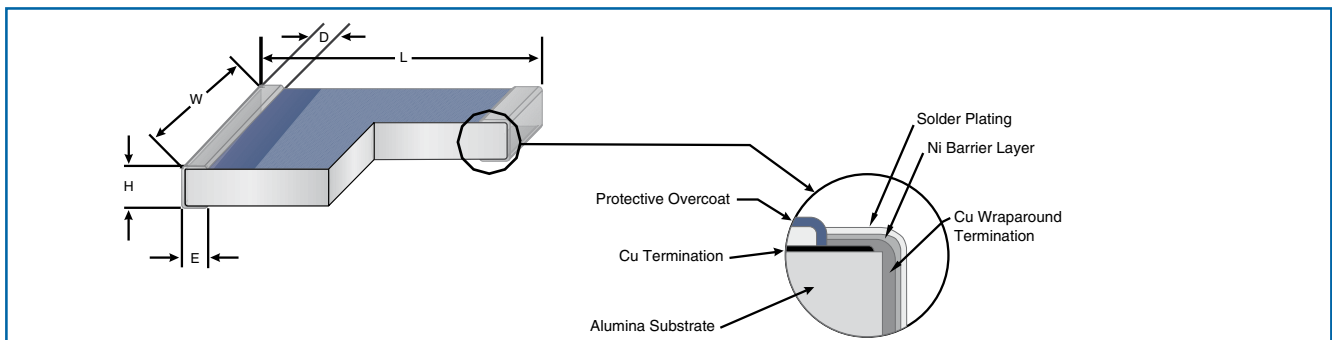 D
L
W
H
E
Solder Plating
Ni Barrier Layer
Protective Overcoat
Cu Wraparound
Termination
Cu Termination
Alumina Substrate